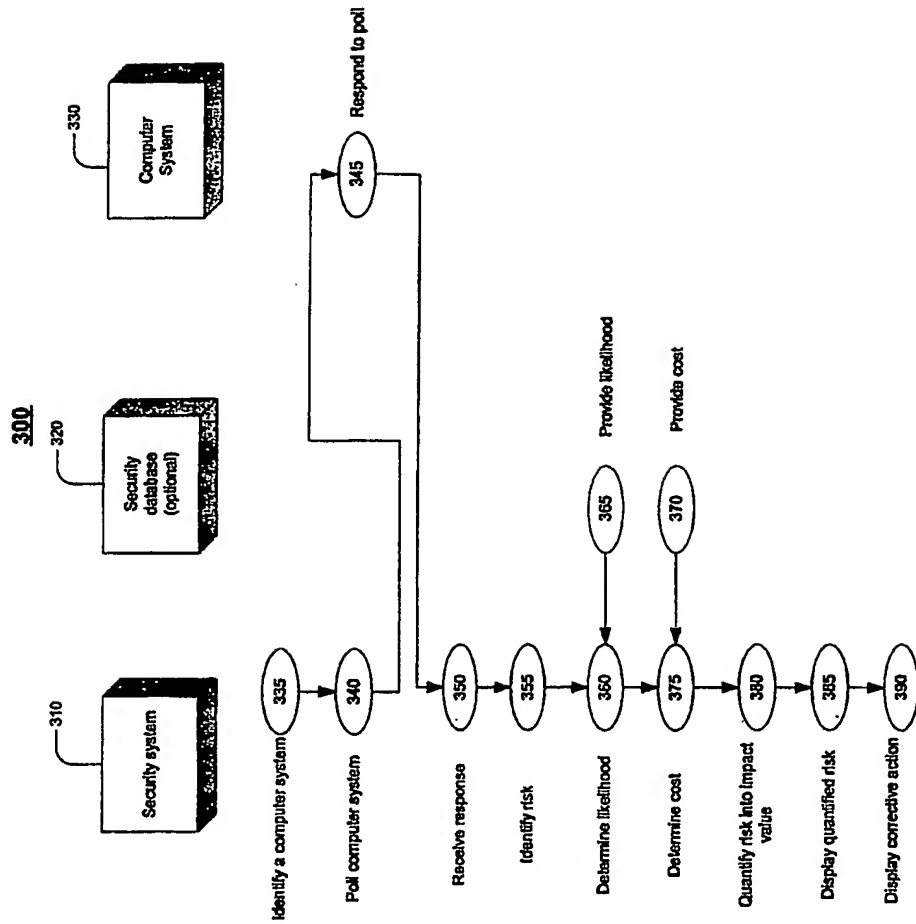 300
310
Security system
320
Security
database
(optional)
330
Computer
System
Identify a computer system
335
Poll computer system
340
345
Respond to poll
Receive response
350
Identify risk
355
Determine likelihood
360
365
Provide likelihood
Determine cost
375
370
Provide cost
Quantify risk into impact
value
380
Display quantified risk
385
Display corrective action
390